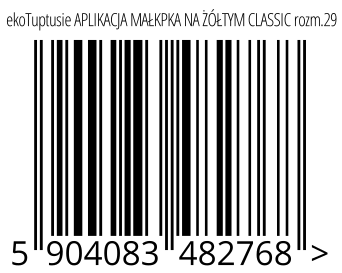 ekoTuptusie APLIKACJA MAŁKPKA NA ŻÓŁTYM CLASSIC rozm.29
5 904083 482768 >